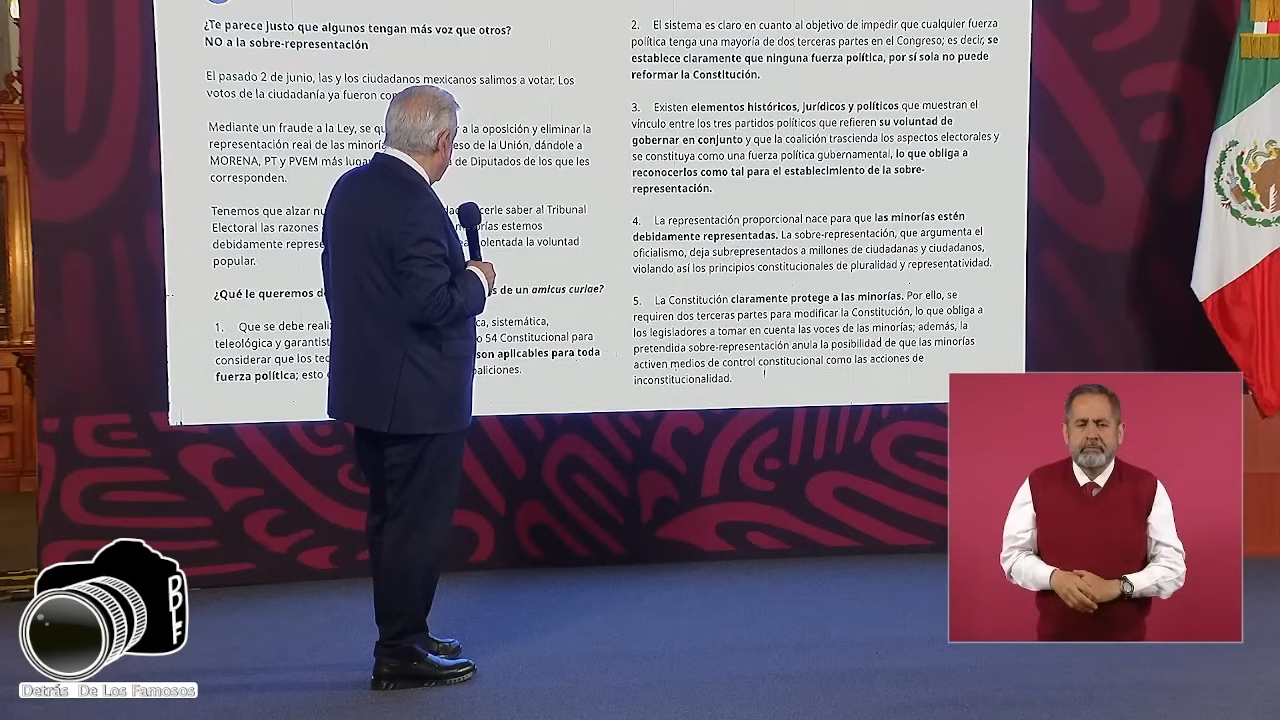 ¿Te parece justo que algunos tengan más voz que otros?
NO a la sobre-representación
El pasado 2 de junio, las y los ciudadanos mexicanos salimos a votar. Los
votos de la ciudadanía ya fueron
Mediante un fraude a la Ley, se a la oposición y eliminar la
representación real de las de la Unión, dándole a
MORENA, PT y PVEM más de Diputados de los que les
corresponden.
Tenemos que alzar saber al Tribunal
Electoral las razones estemos
debidamente la voluntad
popular.
¿Qué le queremos de un amicus curiae?
1. Que se debe sistemática,
teleológica y 54 Constitucional para
considerar que los son aplicables para toda
fuerza política; esto
2. El sistema es claro en cuanto al objetivo de impedir que cualquier fuerza
política tenga una mayoría de dos terceras partes en el Congreso; es decir, se
establece claramente que ninguna fuerza política, por sí sola no puede
reformar la Constitución.
3. Existen elementos históricos, jurídicos y políticos que muestran el
vínculo entre los tres partidos políticos que refieren su voluntad de
gobernar en conjunto y que la coalición trascienda los aspectos electorales y
se constituya como una fuerza política gubernamental, lo que obliga a
reconocerlos como tal para el establecimiento de la sobre-
representación.
4. La representación proporcional nace para que las minorías estén
debidamente representadas. La sobre-representación, que argumenta el
oficialismo, deja subrepresentados a millones de ciudadanas y ciudadanos,
violando así los principios constitucionales de pluralidad y representatividad.
5. La Constitución claramente protege a las minorías. Por ello, se
requiren dos terceras partes para modificar la Constitución, lo que obliga a
los legisladores a tomar en cuenta las voces de las minorías; además, la
pretendida sobre-representación anula la posibilidad de que las minorías
activen medios de control constitucional como las acciones de
inconstitucionalidad.
BDF
Detrás De Los Famosos